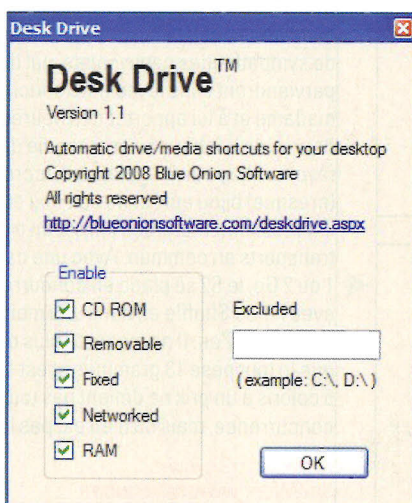 Desk Drive
Desk Drive™
Version 1.1
Automatic drive/media shortcuts for your desktop
Copyright 2008 Blue Onion Software
All rights reserved
http://blueonionsoftware.com/deskdrive.aspx
Enable
CD ROM
Removable
Fixed
Networked
RAM
Excluded
(example: C:\, D:\)
OK